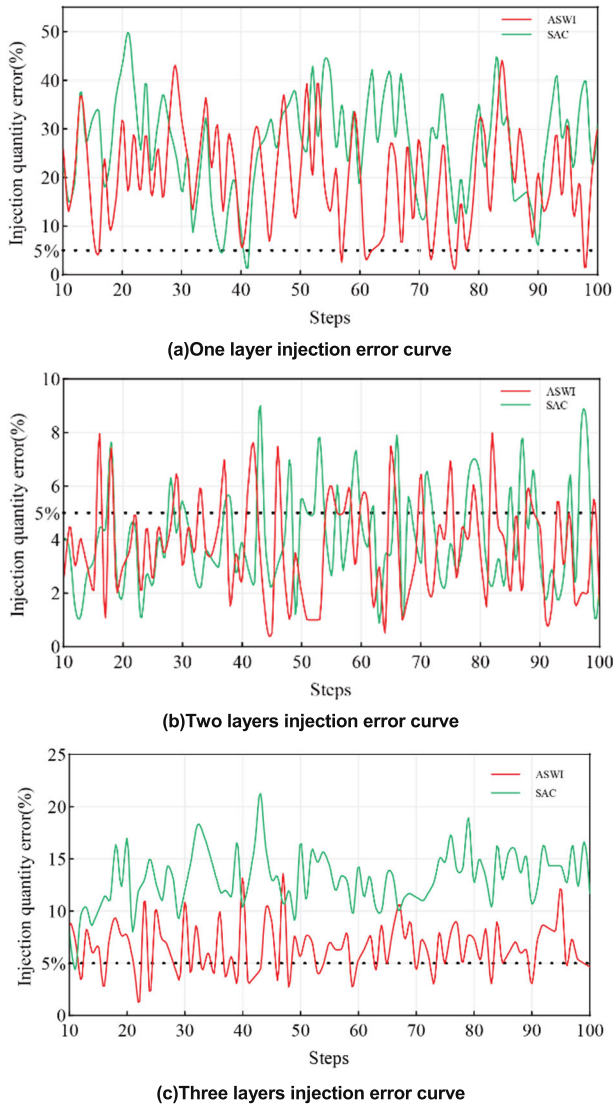 50
40
30
20
10
5%
0
Injection quantity error(%)
ASWI
SAC
10 20 30 40 50 60 70 80 90 100
Steps
(a)One layer injection error curve
10
8
6
5%
4
2
0
Injection quantity error(%)
ASWI
SAC
10 20 30 40 50 60 70 80 90 100
Steps
(b)Two layers injection error curve
25
20
15
10
5%
0
Injection quantity error(%)
ASWI
SAC
10 20 30 40 50 60 70 80 90 100
Steps
(c)Three layers injection error curve